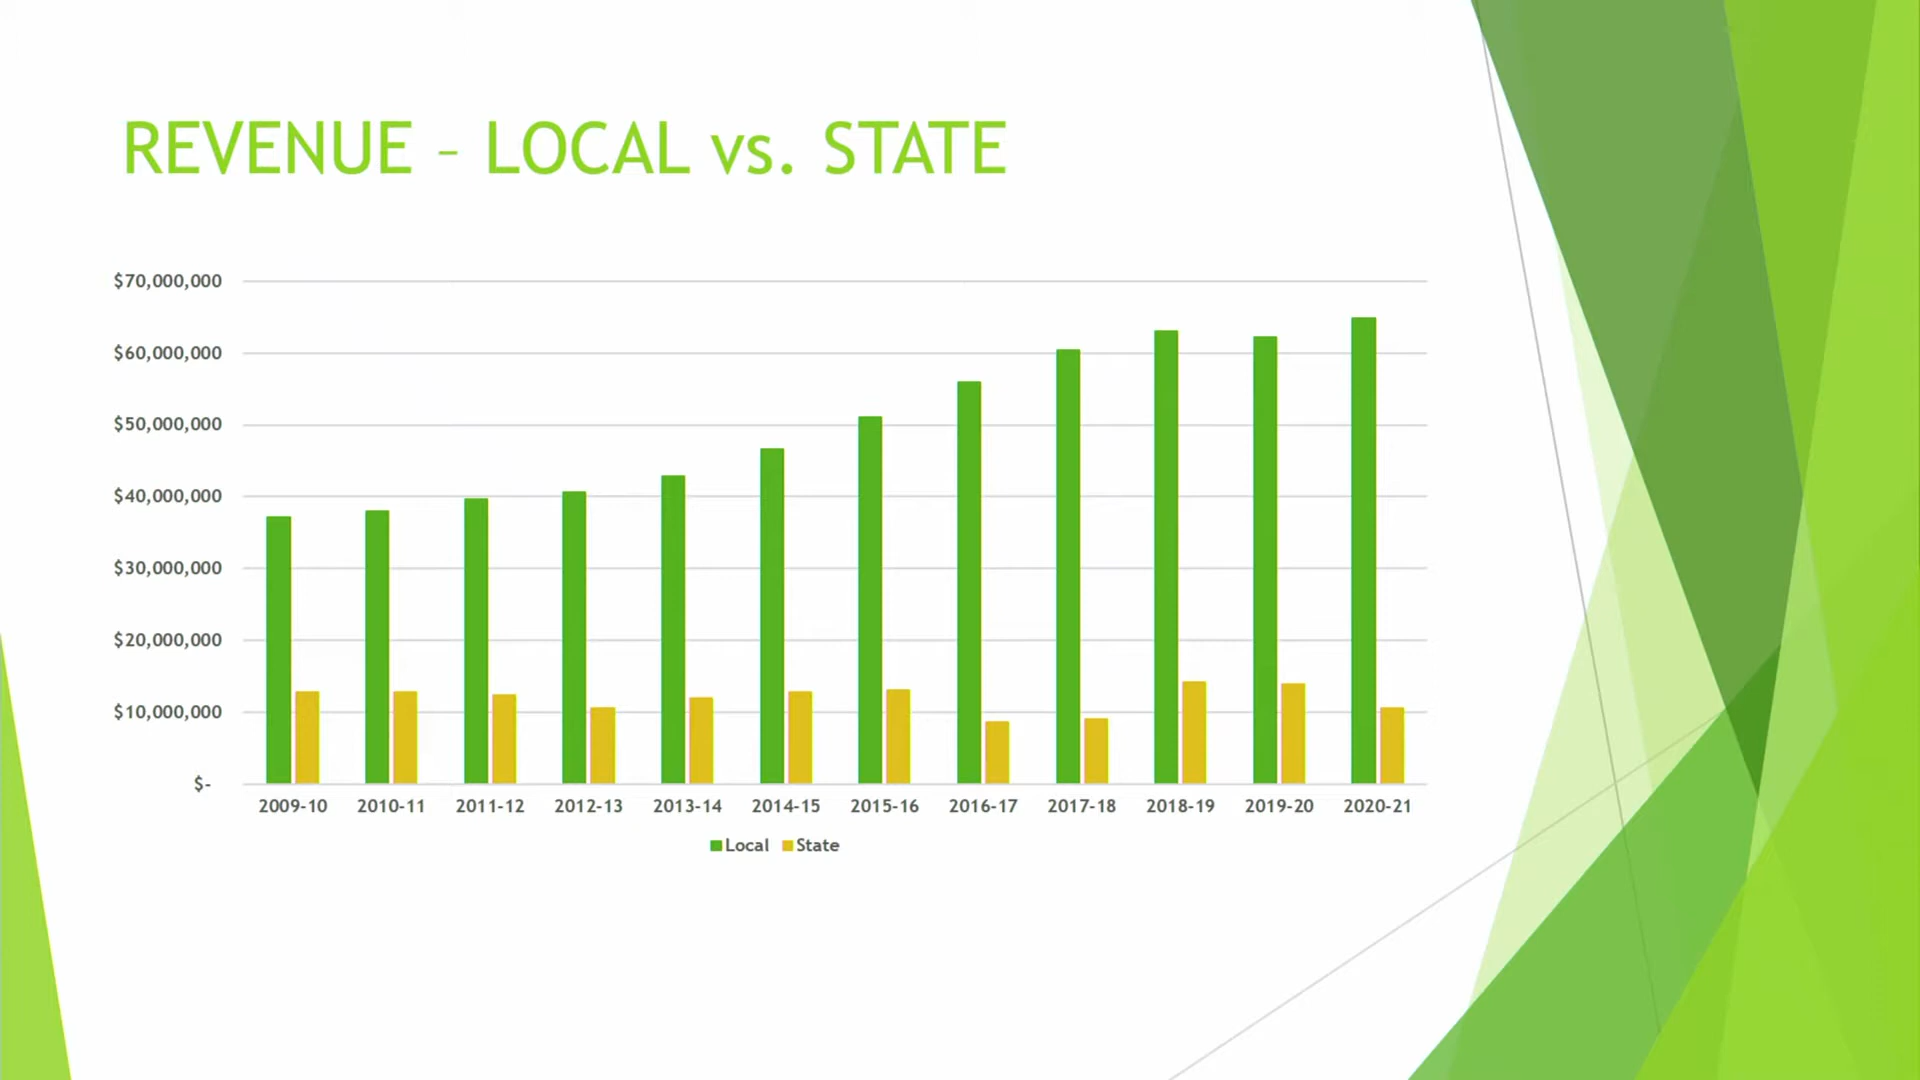 REVENUE – LOCAL vs. STATE
$70,000,000
$60,000,000
$50,000,000
$40,000,000
$30,000,000
$20,000,000
$10,000,000
$-
2009-10 2010-11 2011-12 2012-13 2013-14 2014-15 2015-16 2016-17 2017-18 2018-19 2019-20 2020-21
Local State